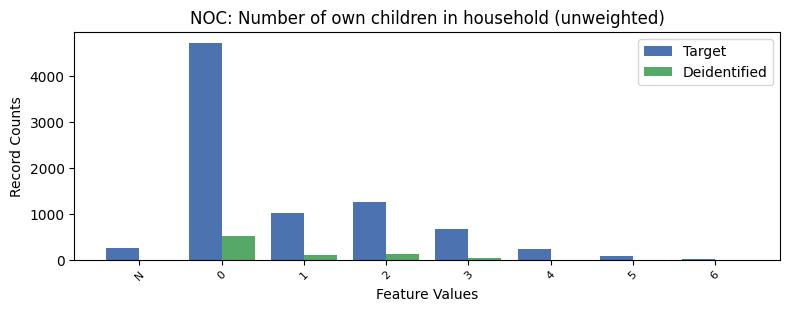 NOC: Number of own children in household (unweighted)
Target
Deidentified
Record Counts
4000
3000
2000
1000
0
N 0 1 2 3 4 5 6
Feature Values